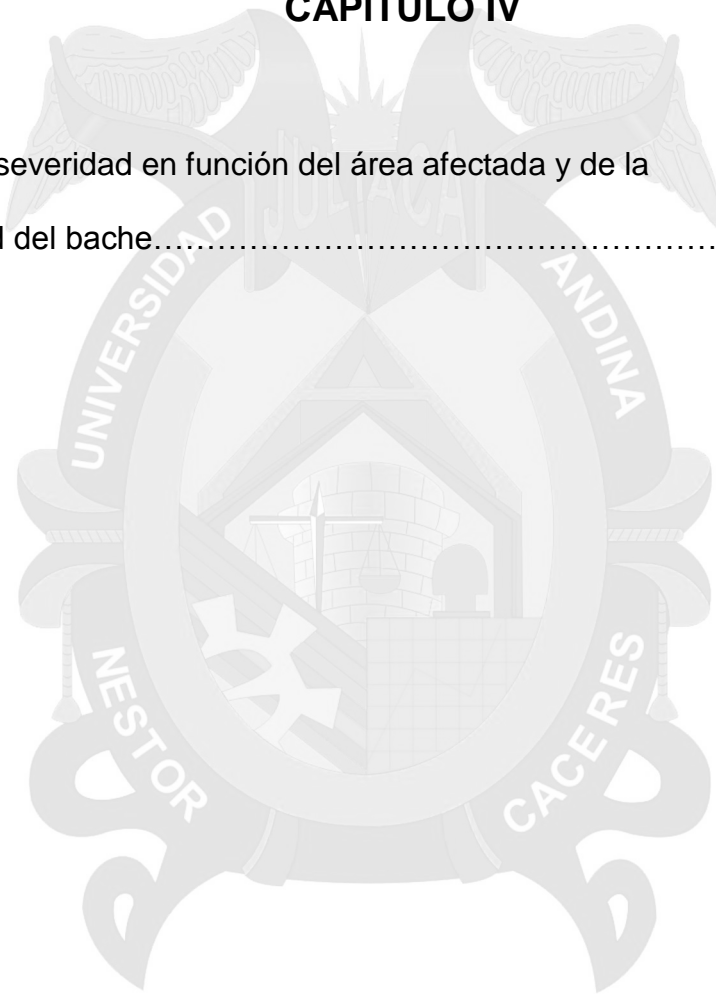 CAPITULO IV
severidad en función del área afectada y de la
del bache……………………………………………………
UNIVERSIDAD
JULIACA
ANDINA
NESTOR
CACERES